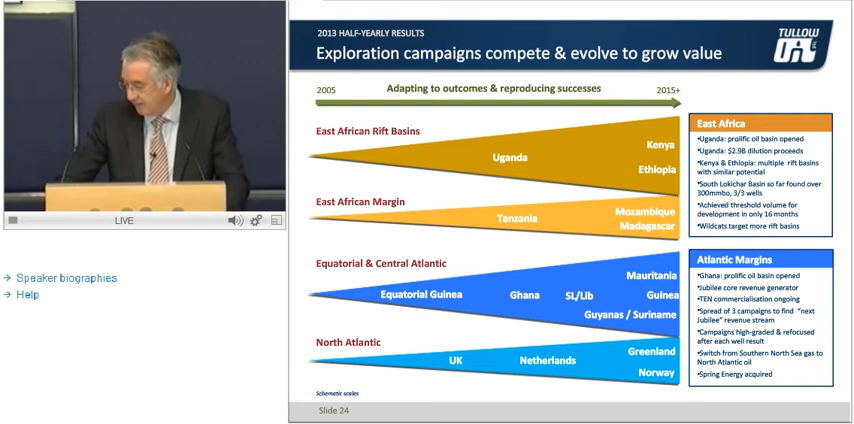 LIVE
→ Speaker biographies
→ Help
2013 HALF-YEARLY RESULTS
Exploration campaigns compete & evolve to grow value
TULLOW
Oil plc
2005
Adapting to outcomes & reproducing successes
2015+
East African Rift Basins
Uganda
Kenya
Ethiopia
East African Margin
Tanzania
Mozambique
Madagascar
Equatorial & Central Atlantic
Equatorial Guinea
Ghana
SL/Lib
Mauritania
Guinea
Guyanas / Suriname
North Atlantic
UK
Netherlands
Greenland
Norway
Schematic scales
East Africa
•Uganda: prolific oil basin opened
•Uganda: $2.9B dilution proceeds
•Kenya & Ethiopia: multiple rift basins
with similar potential
•South Lokichar Basin so far found over
300mmbo, 3/3 wells
•Achieved threshold volume for
development in only 16 months
•Wildcats target more rift basins
Atlantic Margins
•Ghana: prolific oil basin opened
•Jubilee core revenue generator
•TEN commercialisation ongoing
•Spread of 3 campaigns to find "next
Jubilee" revenue stream
•Campaigns high-graded & refocused
after each well result
•Switch from Southern North Sea gas to
North Atlantic oil
•Spring Energy acquired
Slide 24